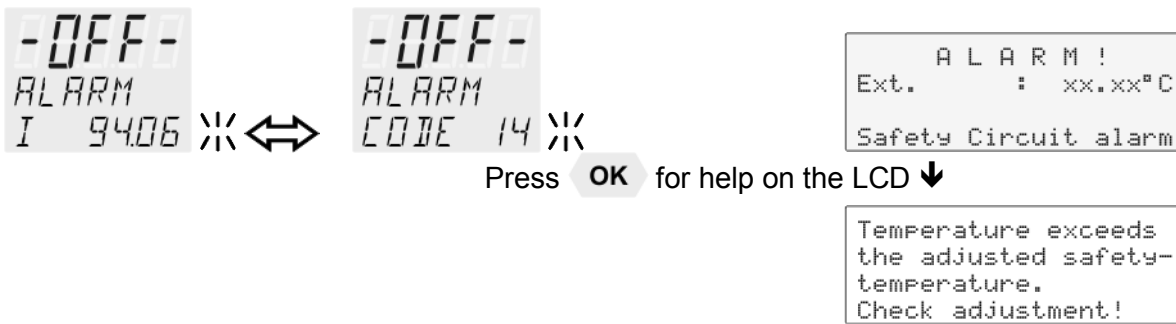 -OFF-
ALARM
I 94.06
-OFF-
ALARM
CODE 14
A L A R M !
Ext. : xx.xx°C
Safety Circuit alarm
Press OK for help on the LCD
Temperature exceeds
the adjusted safety-
temperature.
Check adjustment!